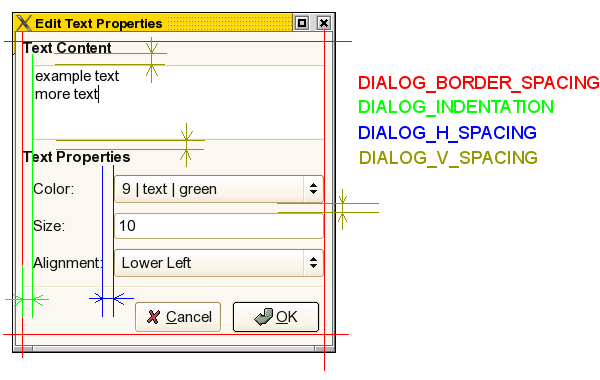 Edit Text Properties
Text Content
example text
more text
DIALOG_BORDER_SPACING
DIALOG_INDENTATION
DIALOG_H_SPACING
DIALOG_V_SPACING
Text Properties
Color: 9 | text | green
Size: 10
Alignment: Lower Left
Cancel OK